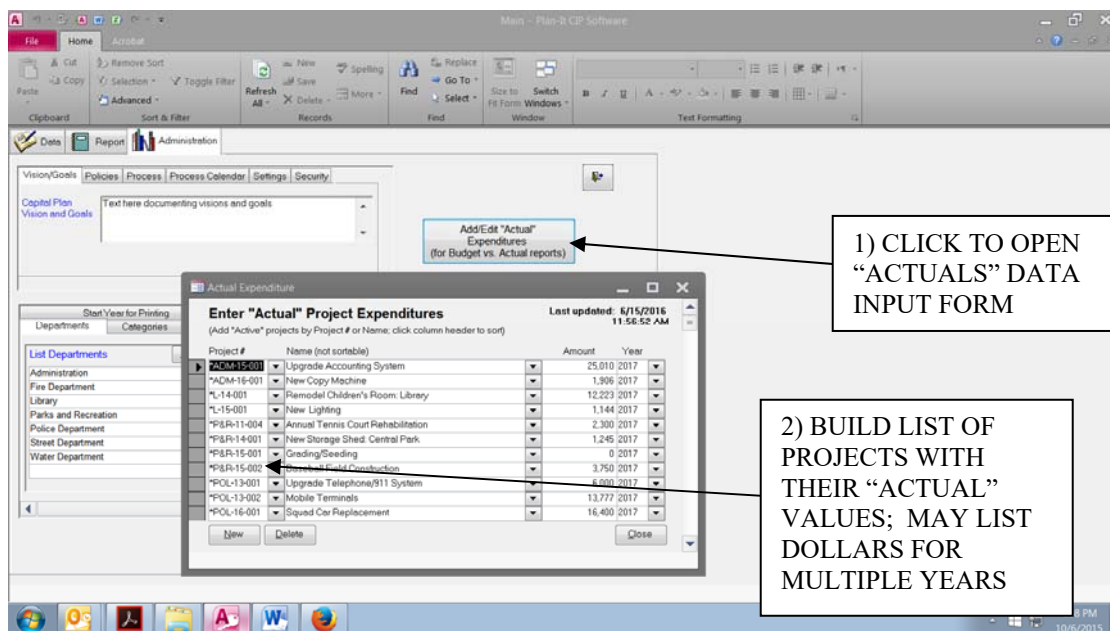 Main - Plan-It CIP Software
File Home Acrobat
Paste
Cut
Copy
Clipboard
Remove Sort
Selection Toggle Filter
Advanced
Sort & Filter
Refresh All
New
Save
Delete
Spelling
More
Records
Find
Replace
Go To
Select
Find
Size to Fit Form
Switch Windows
Window
B I U A
Text Formatting
Data Report Administration
Vision/Goals Policies Process Process Calendar Settings Security
Capital Plan
Vision and Goals
Text here documenting visions and goals
Add/Edit "Actual"
Expenditures
(for Budget vs. Actual reports)
1) CLICK TO OPEN
“ACTUALS” DATA
INPUT FORM
Start Year for Printing
Departments Categories
List Departments
Administration
Fire Department
Library
Parks and Recreation
Police Department
Street Department
Water Department
Actual Expenditure
Enter "Actual" Project Expenditures
Last updated: 6/15/2016
11:56:52 AM
(Add "Active" projects by Project # or Name; click column header to sort)
Project # Name (not sortable) Amount Year
*ADM-15-001 Upgrade Accounting System 25,010 2017
*ADM-16-001 New Copy Machine 1,906 2017
*L-14-001 Remodel Children's Room: Library 12,223 2017
*L-15-001 New Lighting 1,144 2017
*P&R-11-004 Annual Tennis Court Rehabilitation 2,300 2017
*P&R-14-001 New Storage Shed: Central Park 1,245 2017
*P&R-15-001 Grading/Seeding 0 2017
*P&R-15-002 Baseball Field Construction 3,750 2017
*POL-13-001 Upgrade Telephone/911 System 6,000 2017
*POL-13-002 Mobile Terminals 13,777 2017
*POL-16-001 Squad Car Replacement 16,400 2017
New Delete Close
2) BUILD LIST OF
PROJECTS WITH
THEIR “ACTUAL”
VALUES; MAY LIST
DOLLARS FOR
MULTIPLE YEARS
8 PM
10/6/2015